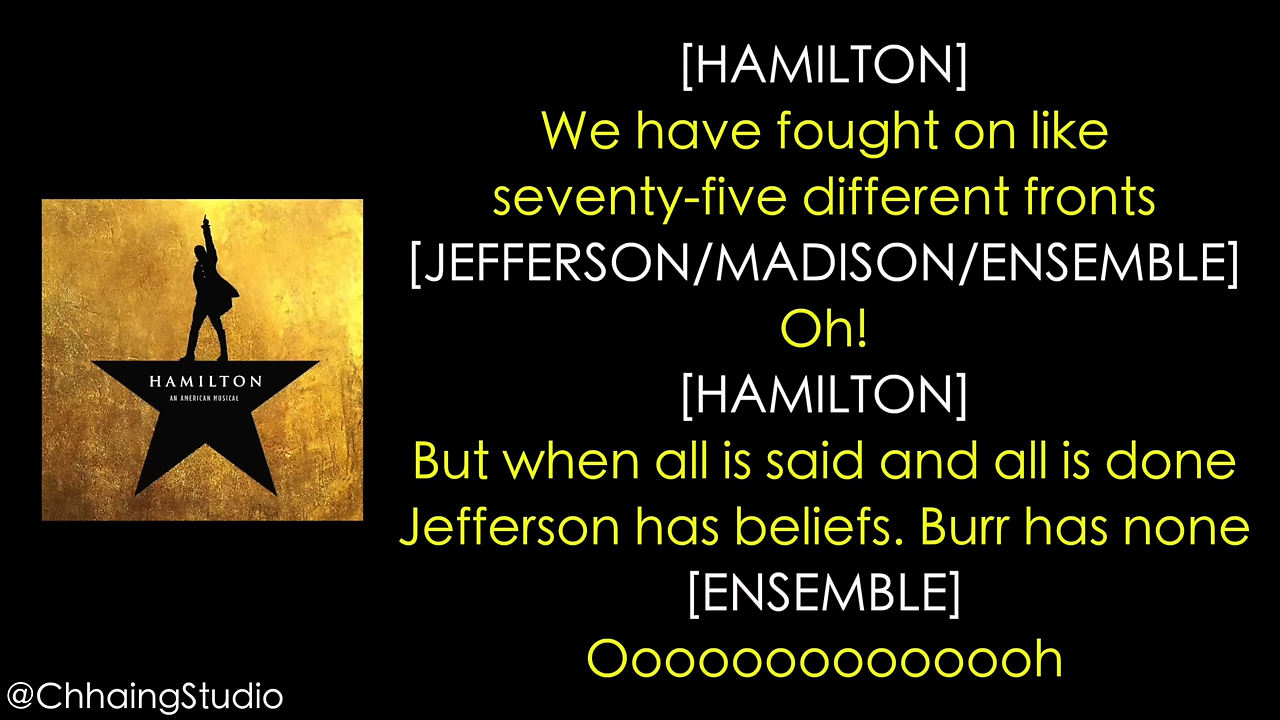 [HAMILTON]
We have fought on like
seventy-five different fronts
[JEFFERSON/MADISON/ENSEMBLE]
Oh!
[HAMILTON]
But when all is said and all is done
Jefferson has beliefs. Burr has none
[ENSEMBLE]
Ooooooooooooooh
HAMILTON
AN AMERICAN MUSICAL
@ChhaingStudio